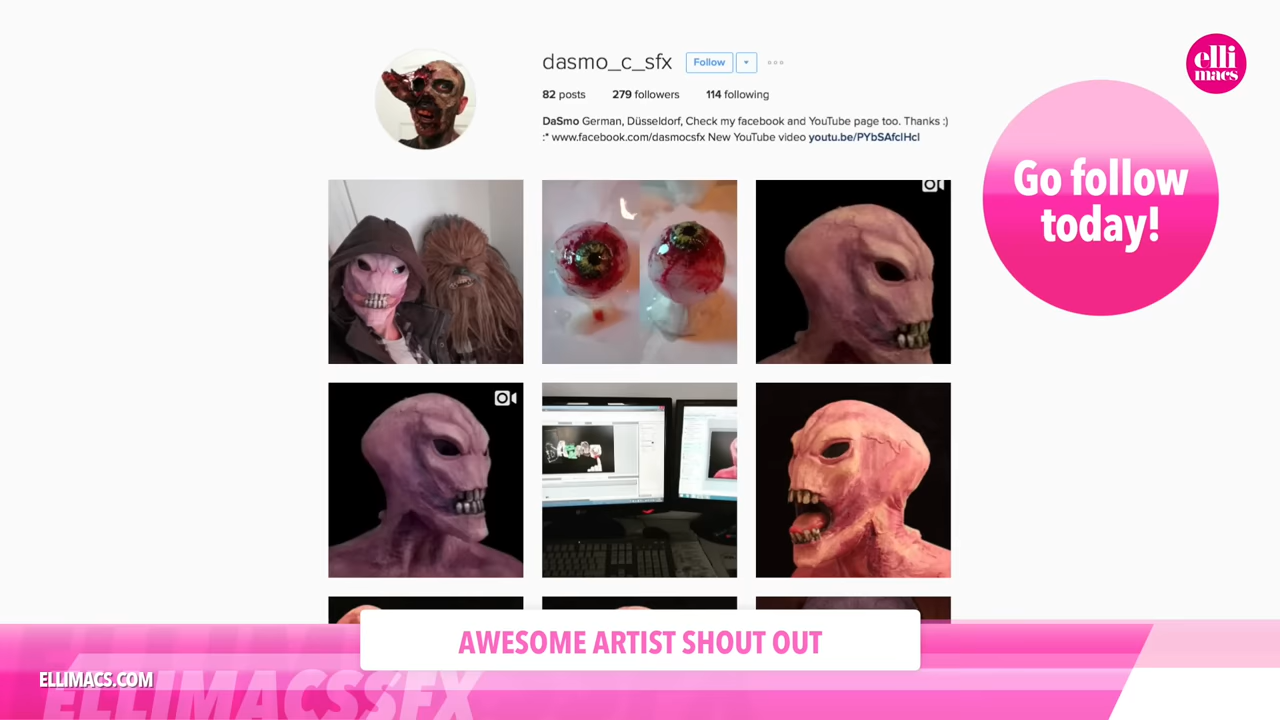 dasmo_c_sfx Follow
elli
macs
82 posts 279 followers 114 following
DaSmo German, Düsseldorf, Check my facebook and YouTube page too. Thanks :)
:* www.facebook.com/dasmocsfx New YouTube video youtu.be/PYbSAfclHcI
Go follow
today!
AWESOME ARTIST SHOUT OUT
ELLIMACS.COM
ELLIMACSSFX